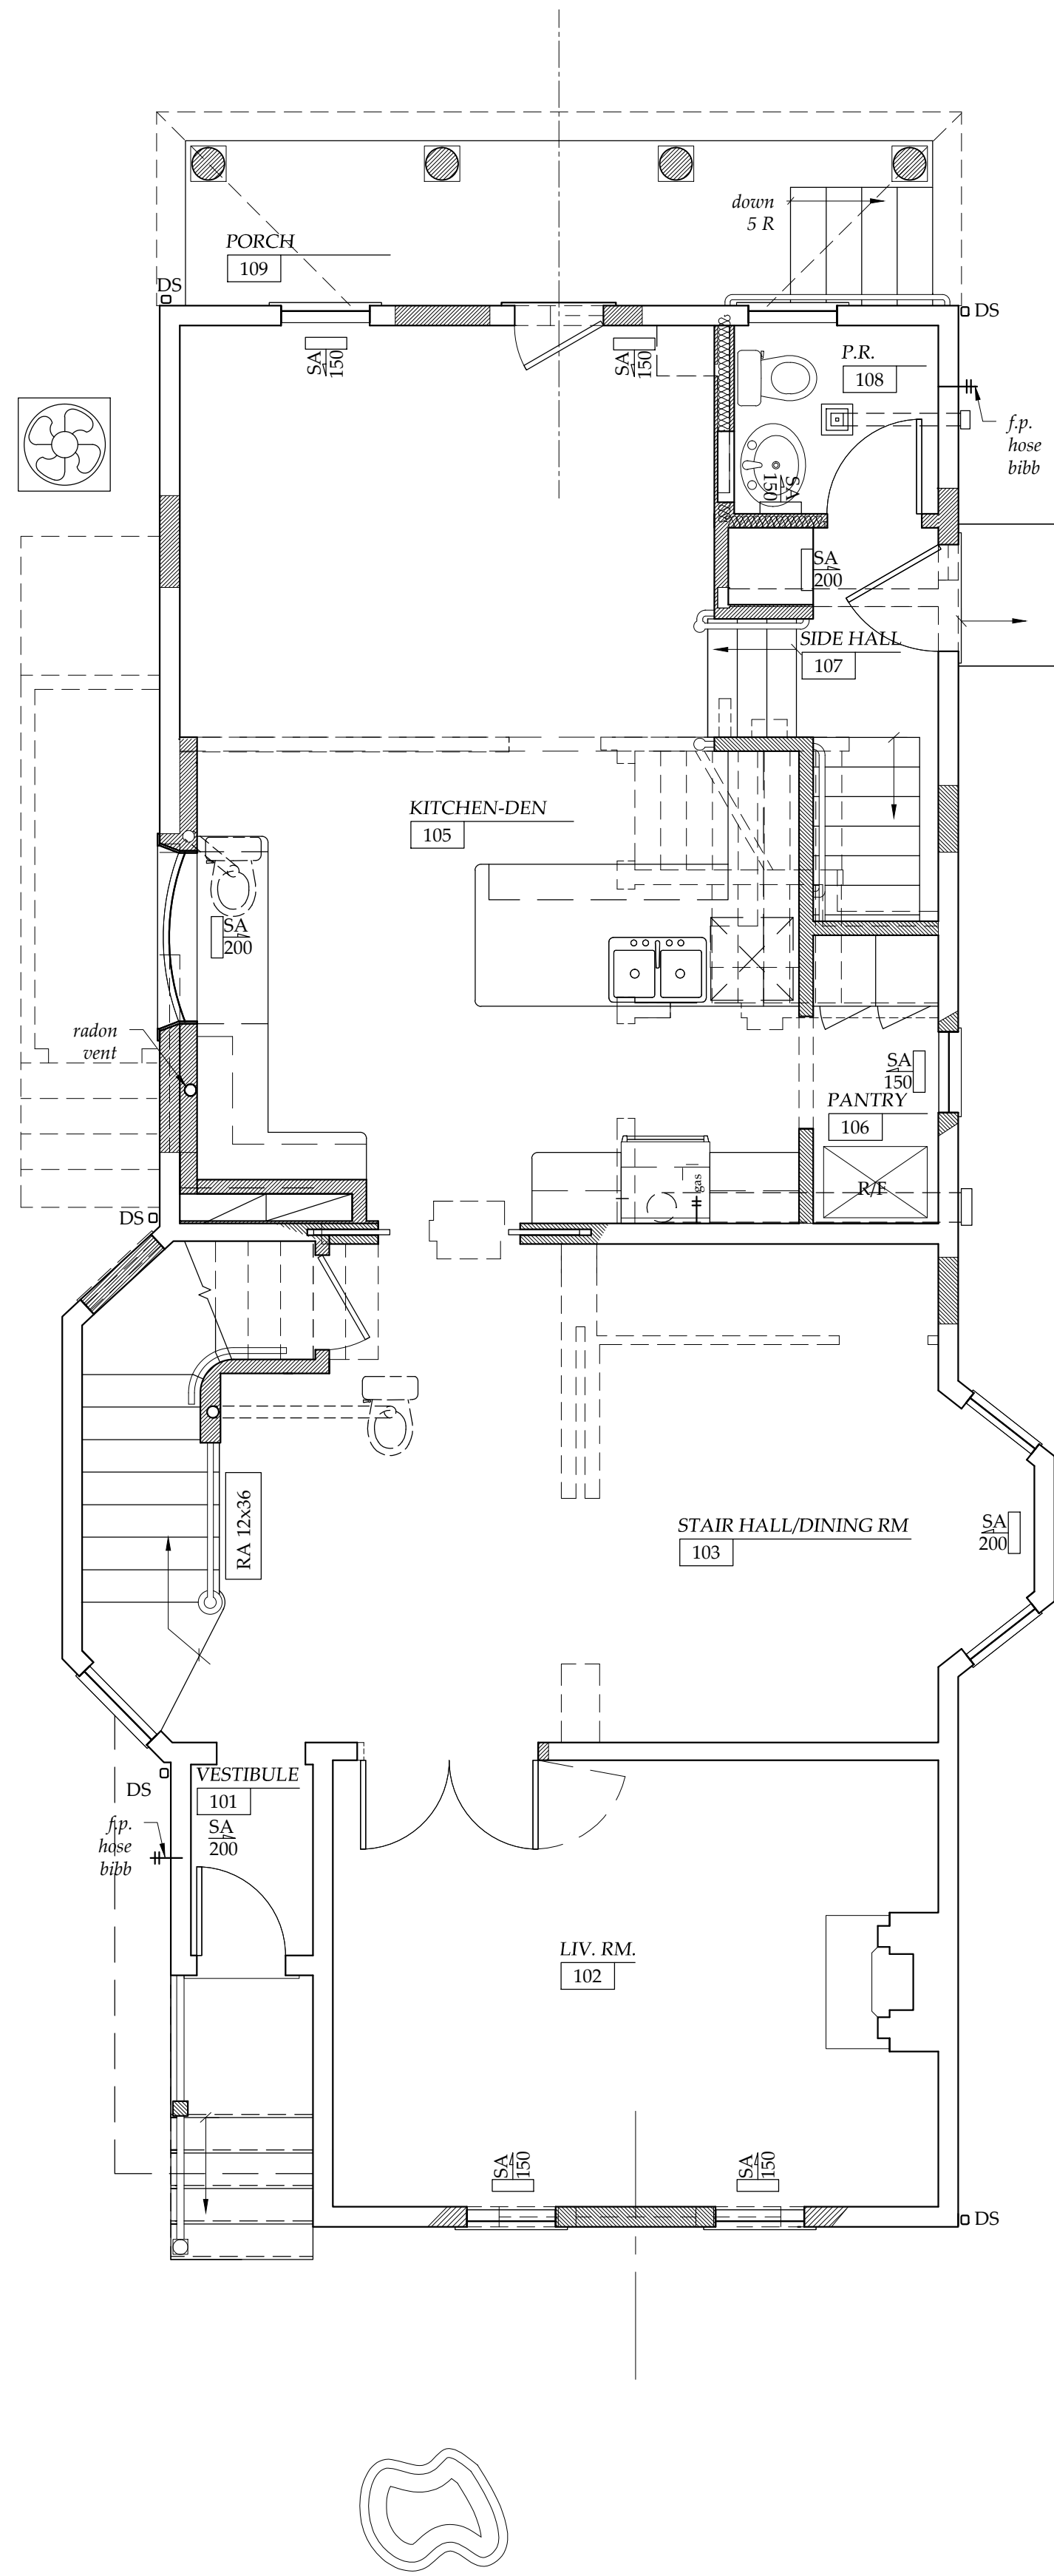 down
5 R
PORCH
109
DS
DS
SA
150
SA
150
P.R.
108
f.p.
hose
bibb
SA
150
SA
200
SIDE HALL
107
KITCHEN-DEN
105
SA
200
radon
vent
SA
150
PANTRY
106
gas
R/F
DS
RA 12x36
STAIR HALL/DINING RM
103
SA
200
VESTIBULE
101
DS
SA
200
f.p.
hose
bibb
LIV. RM.
102
SA
150
SA
150
DS